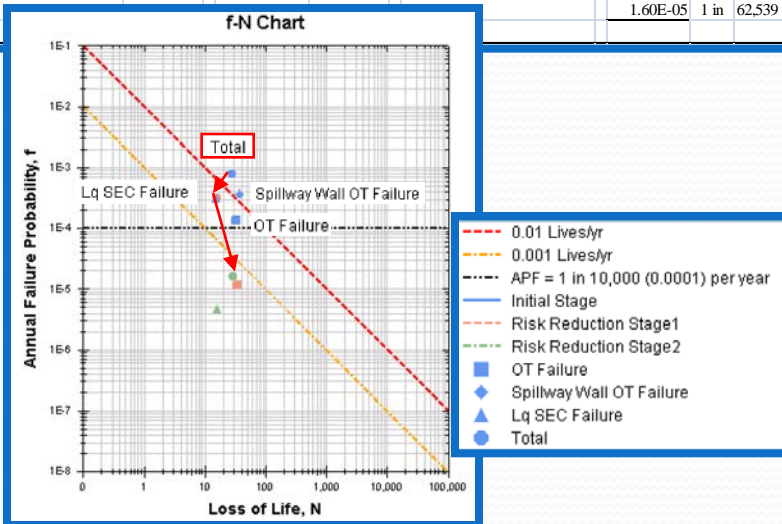 1.60E-05 1 in 62,539
f-N Chart
1E-1
1E-2
1E-3
1E-4
1E-5
1E-6
1E-7
1E-8
Annual Failure Probability, f
Total
Lq SEC Failure
Spillway Wall OT Failure
OT Failure
0 1 10 100 1,000 10,000 100,000
Loss of Life, N
0.01 Lives/yr
0.001 Lives/yr
APF = 1 in 10,000 (0.0001) per year
Initial Stage
Risk Reduction Stage1
Risk Reduction Stage2
OT Failure
Spillway Wall OT Failure
Lq SEC Failure
Total